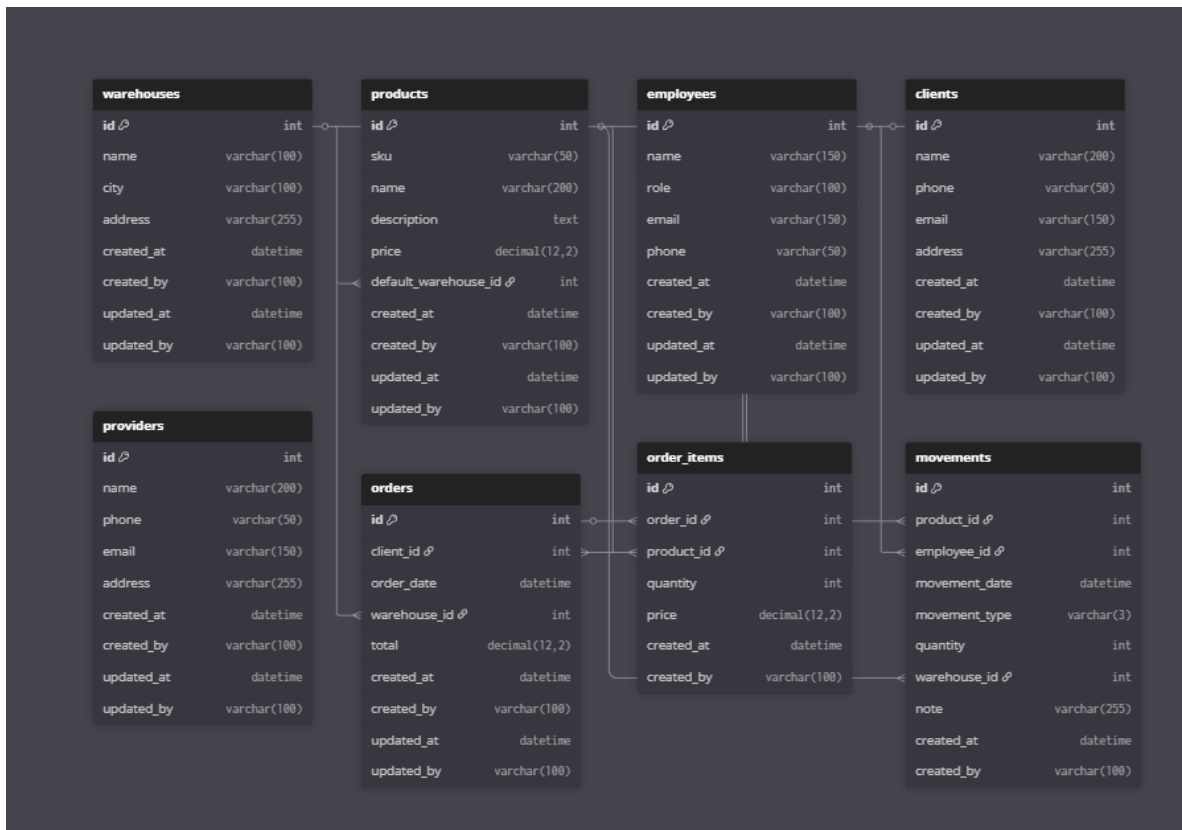 warehouses
id int
name varchar(100)
city varchar(100)
address varchar(255)
created_at datetime
created_by varchar(100)
updated_at datetime
updated_by varchar(100)
products
id int
sku varchar(50)
name varchar(200)
description text
price decimal(12,2)
default_warehouse_id int
created_at datetime
created_by varchar(100)
updated_at datetime
updated_by varchar(100)
employees
id int
name varchar(150)
role varchar(100)
email varchar(150)
phone varchar(50)
created_at datetime
created_by varchar(100)
updated_at datetime
updated_by varchar(100)
clients
id int
name varchar(200)
phone varchar(50)
email varchar(150)
address varchar(255)
created_at datetime
created_by varchar(100)
updated_at datetime
updated_by varchar(100)
providers
id int
name varchar(200)
phone varchar(50)
email varchar(150)
address varchar(255)
created_at datetime
created_by varchar(100)
updated_at datetime
updated_by varchar(100)
orders
id int
client_id int
order_date datetime
warehouse_id int
total decimal(12,2)
created_at datetime
created_by varchar(100)
updated_at datetime
updated_by varchar(100)
order_items
id int
order_id int
product_id int
quantity int
price decimal(12,2)
created_at datetime
created_by varchar(100)
movements
id int
product_id int
employee_id int
movement_date datetime
movement_type varchar(3)
quantity int
warehouse_id int
note varchar(255)
created_at datetime
created_by varchar(100)